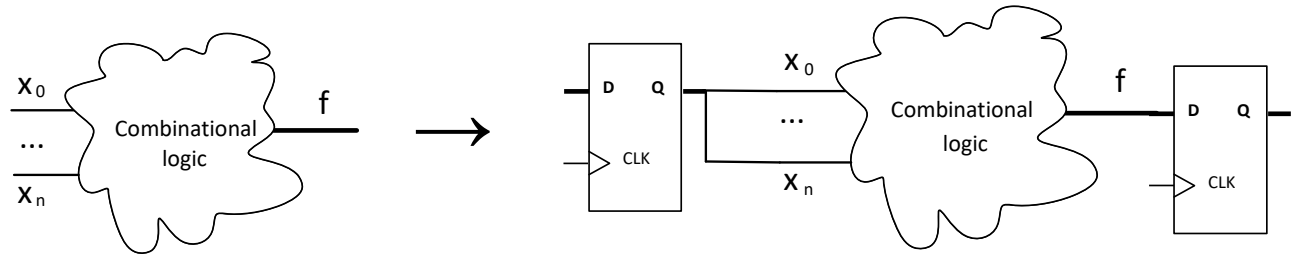 X0
...
Xn
Combinational
logic
f
D
Q
CLK
X0
...
Xn
Combinational
logic
f
D
Q
CLK